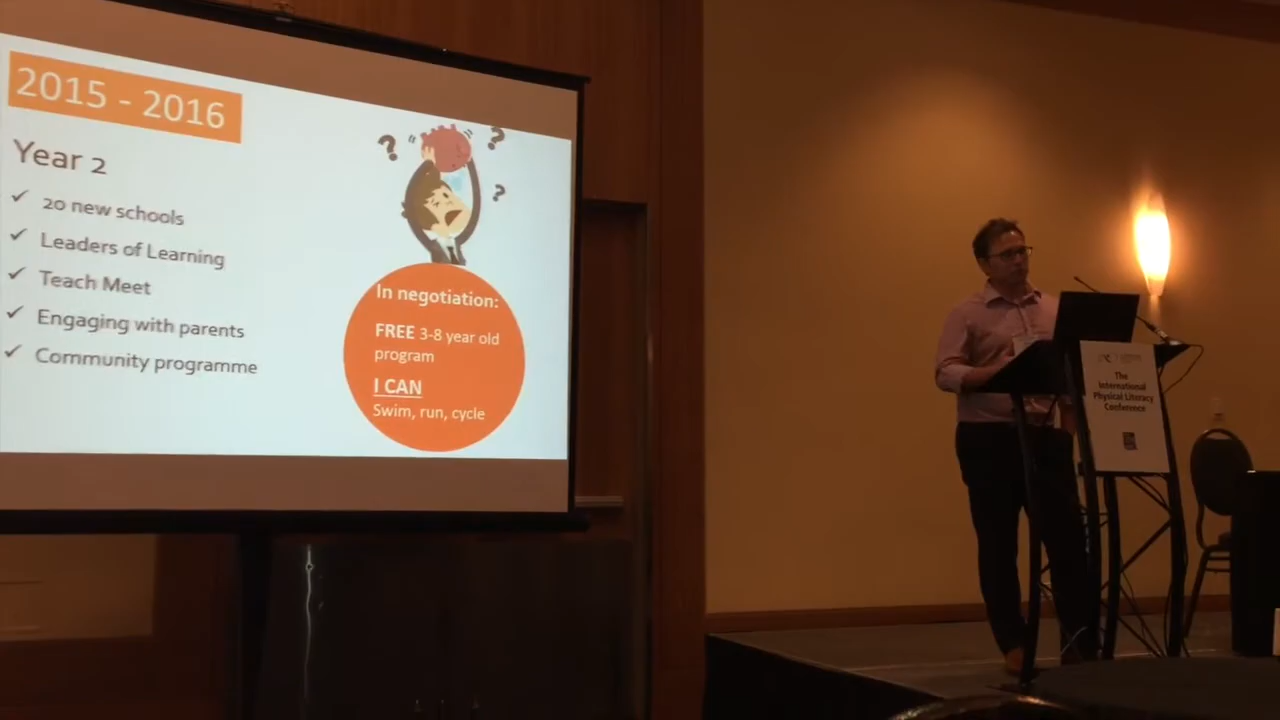 2015 - 2016
Year 2
✓ 20 new schools
✓ Leaders of Learning
✓ Teach Meet
✓ Engaging with parents
✓ Community programme
? ? ?
In negotiation:
FREE 3-8 year old
program
I CAN
Swim, run, cycle
The
International
Physical Literacy
Conference